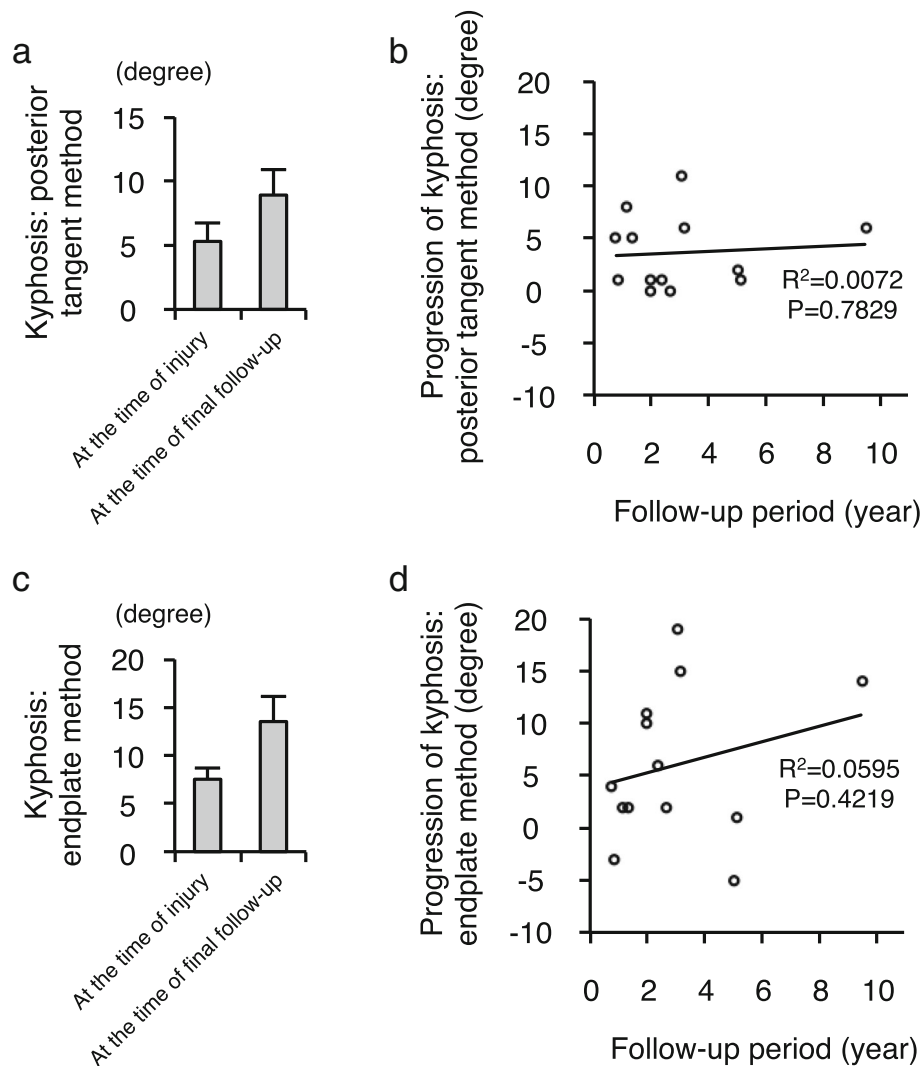 a
(degree)
Kyphosis: posterior
tangent method
15
10
5
0
At the time of injury
At the time of final follow-up
b
Progression of kyphosis:
posterior tangent method (degree)
20
15
10
5
0
-5
-10
R²=0.0072
P=0.7829
0 2 4 6 8 10
Follow-up period (year)
c
(degree)
Kyphosis:
endplate method
20
15
10
5
0
At the time of injury
At the time of final follow-up
d
Progression of kyphosis:
endplate method (degree)
20
15
10
5
0
-5
-10
R²=0.0595
P=0.4219
0 2 4 6 8 10
Follow-up period (year)